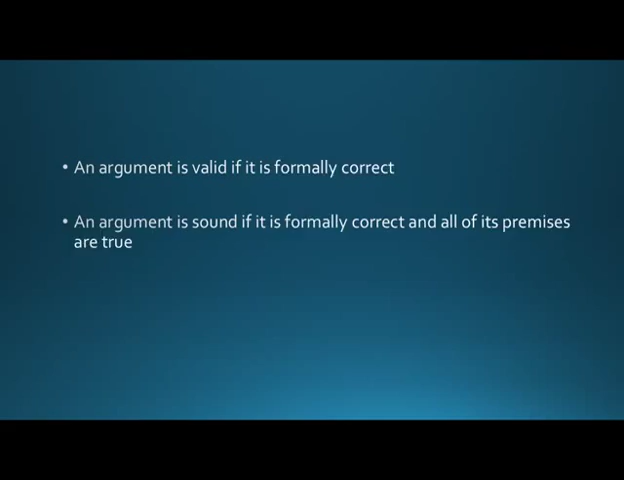 • An argument is valid if it is formally correct
• An argument is sound if it is formally correct and all of its premises
are true